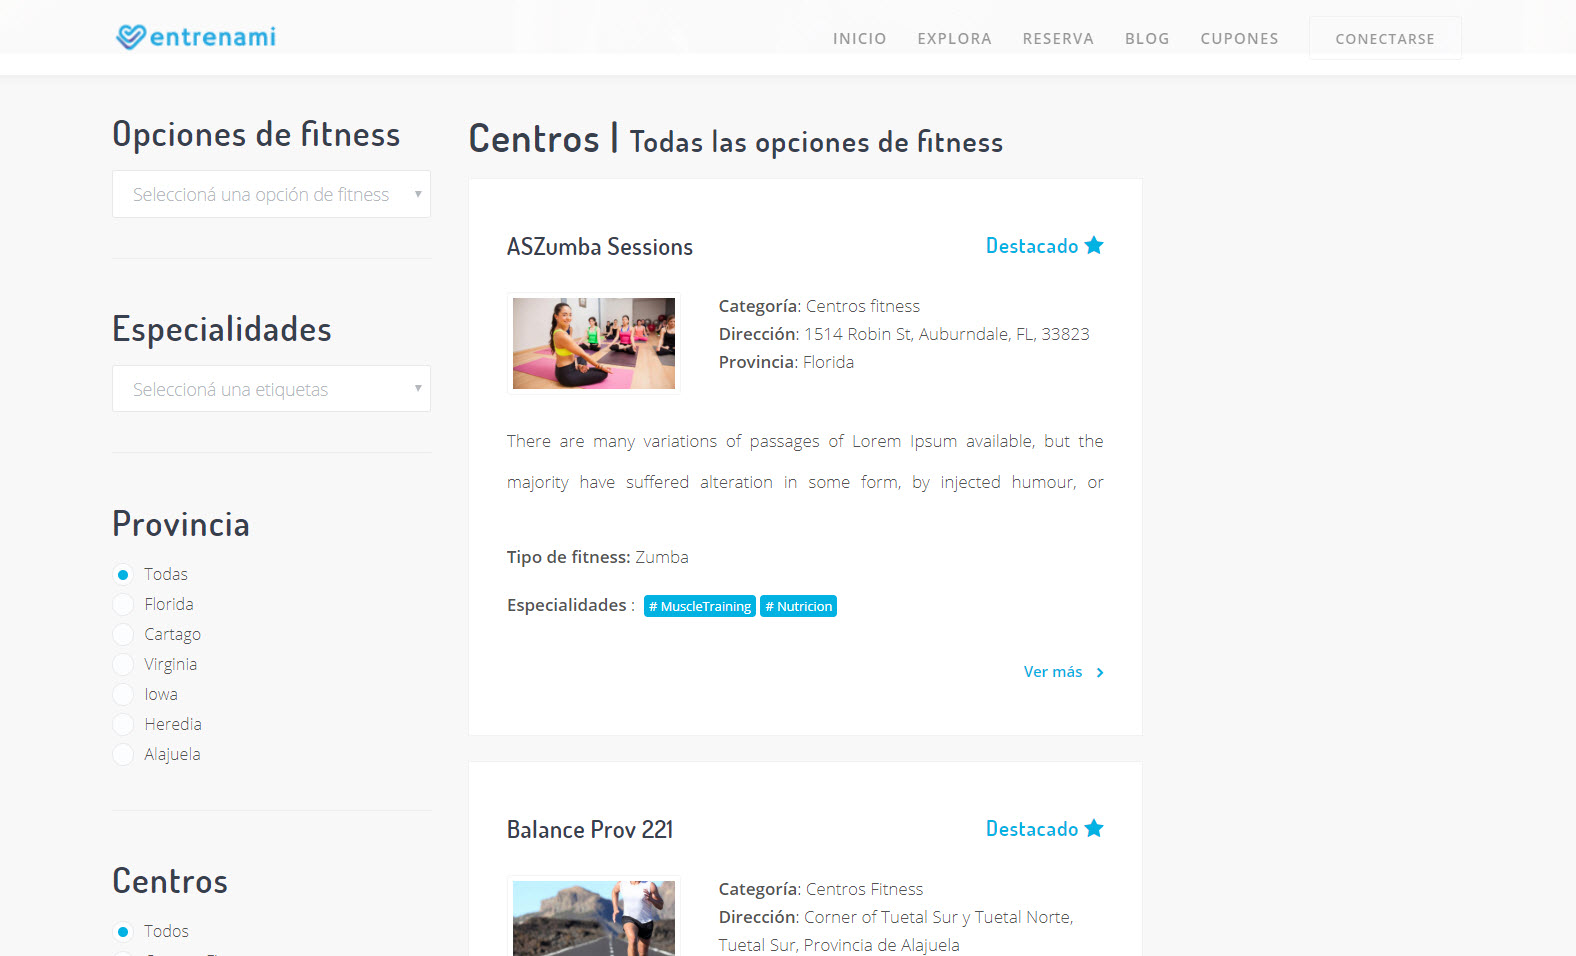 entrenami
INICIO EXPLORA RESERVA BLOG CUPONES CONECTARSE
Opciones de fitness
Seleccioná una opción de fitness
Especialidades
Seleccioná una etiquetas
Provincia
Todas
Florida
Cartago
Virginia
Iowa
Heredia
Alajuela
Centros
Todos
Centros | Todas las opciones de fitness
ASZumba Sessions
Destacado
Categoría: Centros fitness
Dirección: 1514 Robin St, Auburndale, FL, 33823
Provincia: Florida
There are many variations of passages of Lorem Ipsum available, but the
majority have suffered alteration in some form, by injected humour, or
Tipo de fitness: Zumba
Especialidades : # MuscleTraining # Nutricion
Ver más
Balance Prov 221
Destacado
Categoría: Centros Fitness
Dirección: Corner of Tuetal Sur y Tuetal Norte,
Tuetal Sur, Provincia de Alajuela